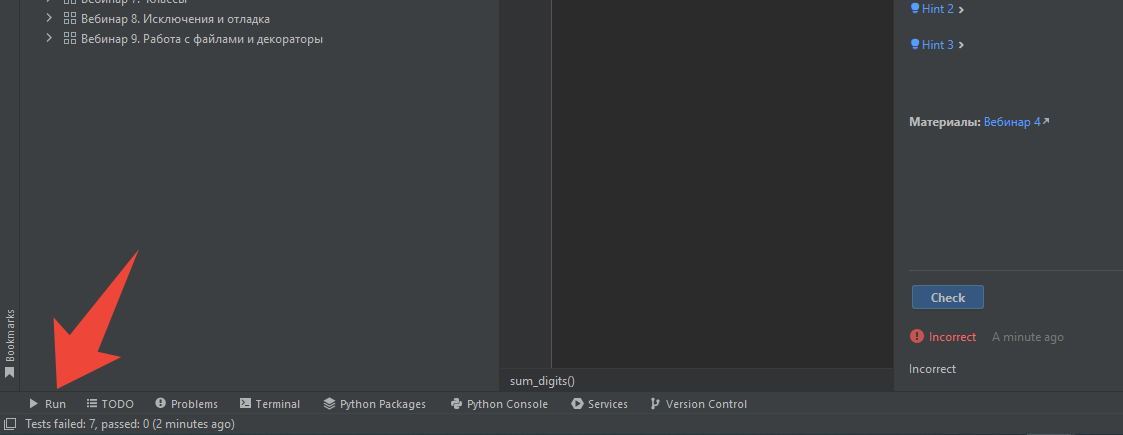 Вебинар 7. Классы
Вебинар 8. Исключения и отладка
Вебинар 9. Работа с файлами и декораторы
Hint 2
Hint 3
Материалы: Вебинар 4
Check
Incorrect A minute ago
Incorrect
Bookmarks
sum_digits()
Run TODO Problems Terminal Python Packages Python Console Services Version Control
Tests failed: 7, passed: 0 (2 minutes ago)